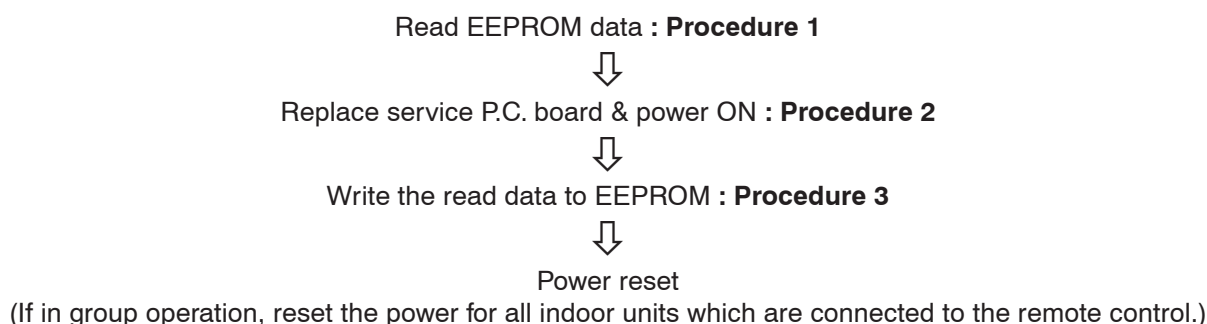 Read EEPROM data : Procedure 1
Replace service P.C. board & power ON : Procedure 2
Write the read data to EEPROM : Procedure 3
Power reset
(If in group operation, reset the power for all indoor units which are connected to the remote control.)